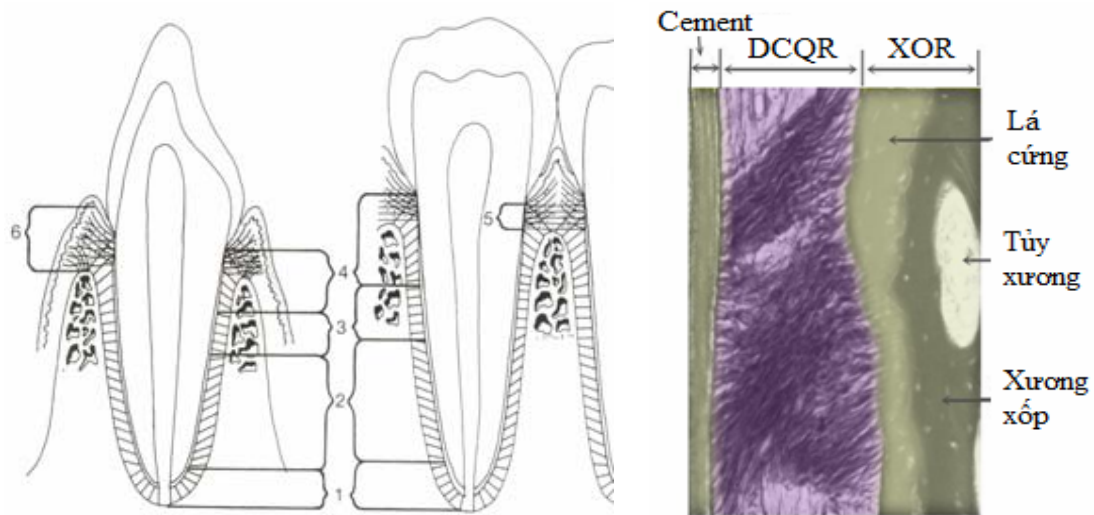 6
4
3
2
1
5
Cement
DCQR
XOR
Lá
cứng
Tủy
xương
Xương
xốp